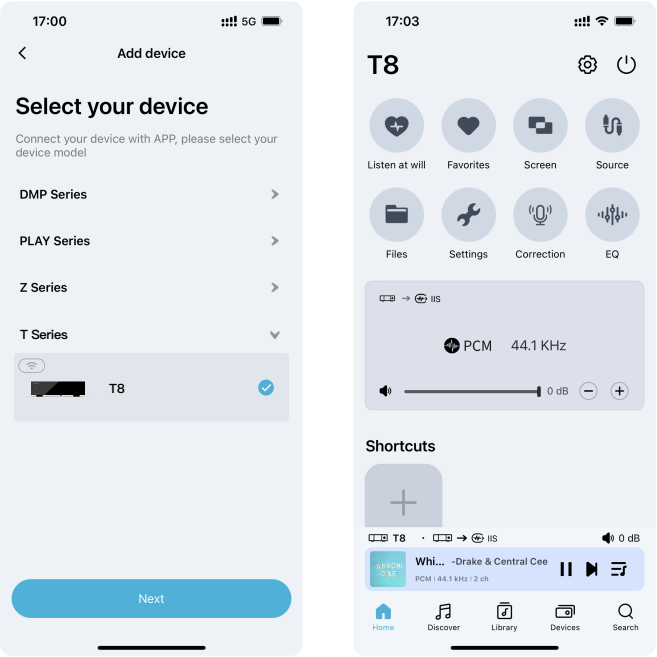 17:00
5G
Add device
Select your device
Connect your device with APP, please select your
device model
DMP Series
PLAY Series
Z Series
T Series
T8
Next
17:03
T8
Listen at will Favorites Screen Source
Files Settings Correction EQ
IIS
PCM 44.1 KHz
0 dB
Shortcuts
T8 · IIS 0 dB
WHICH
ONE
Whi... -Drake & Central Cee
PCM | 44.1 kHz | 2 ch
Home Discover Library Devices Search